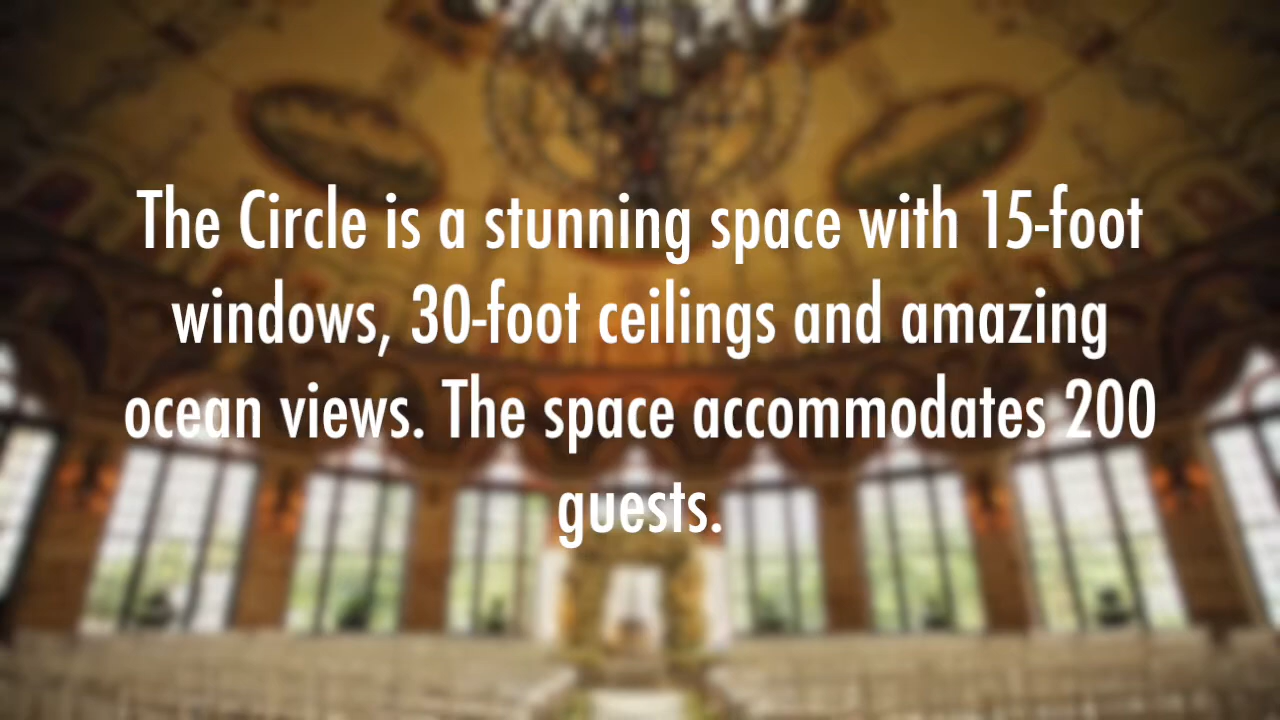 The Circle is a stunning space with 15-foot
windows, 30-foot ceilings and amazing
ocean views. The space accommodates 200
guests.